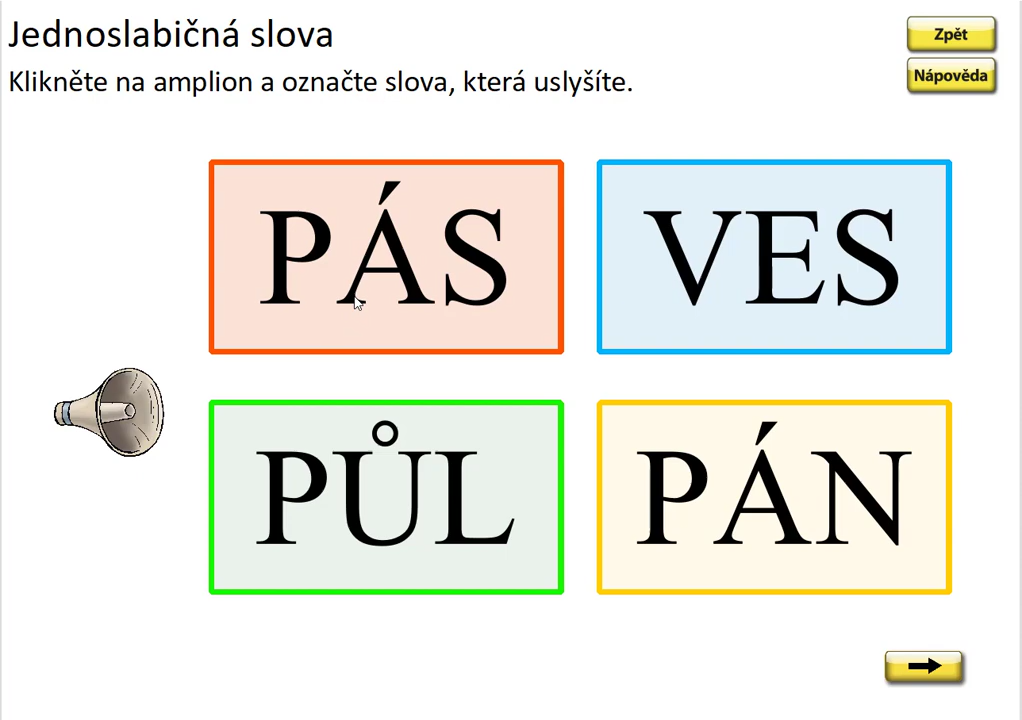 Jednoslabičná slova
Zpět
Klikněte na amplion a označte slova, která uslyšíte.
Nápověda
PÁS
VES
PŮL
PÁN